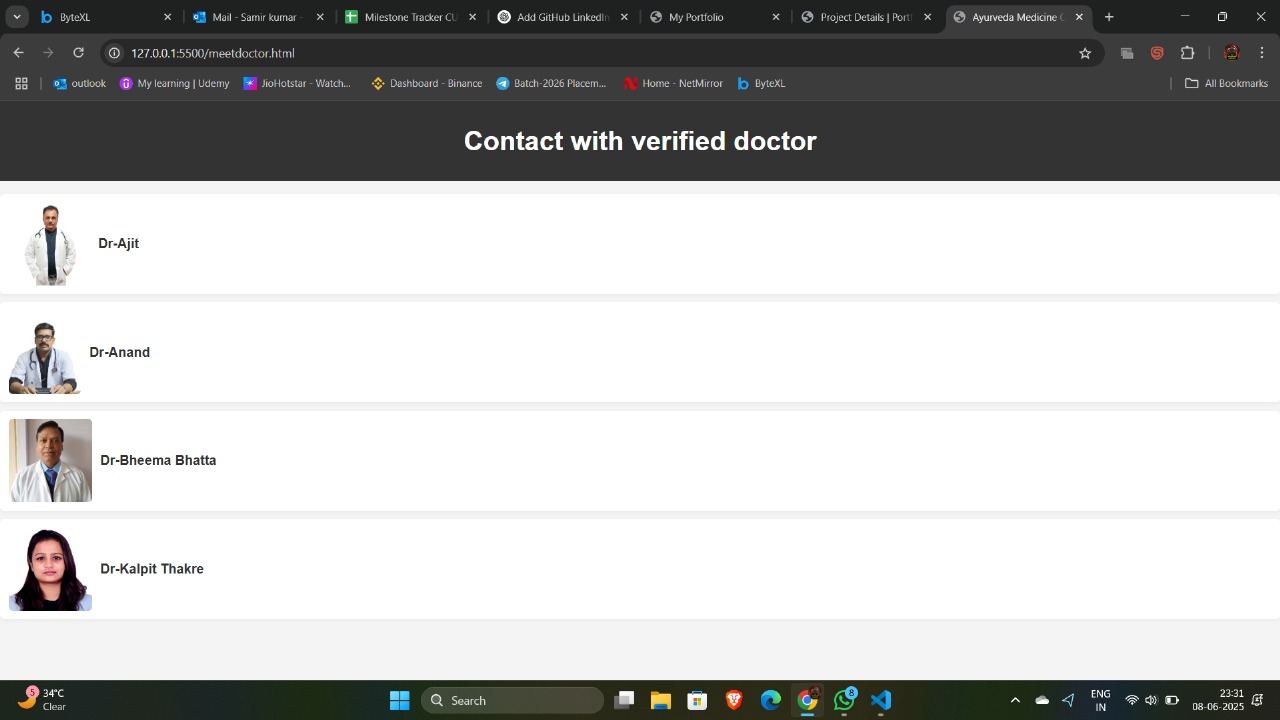 ByteXL
Mail - Samir kumar -
Milestone Tracker CU
Add GitHub LinkedIn
My Portfolio
Project Details | Port
Ayurveda Medicine C
127.0.0.1:5500/meetdoctor.html
outlook
My learning | Udemy
JioHotstar - Watch...
Dashboard - Binance
Batch-2026 Placem...
Home - NetMirror
ByteXL
All Bookmarks
Contact with verified doctor
Dr-Ajit
Dr-Anand
Dr-Bheema Bhatta
Dr-Kalpit Thakre
5
34°C
Clear
Search
8
ENG
IN
23:31
08-06-2025